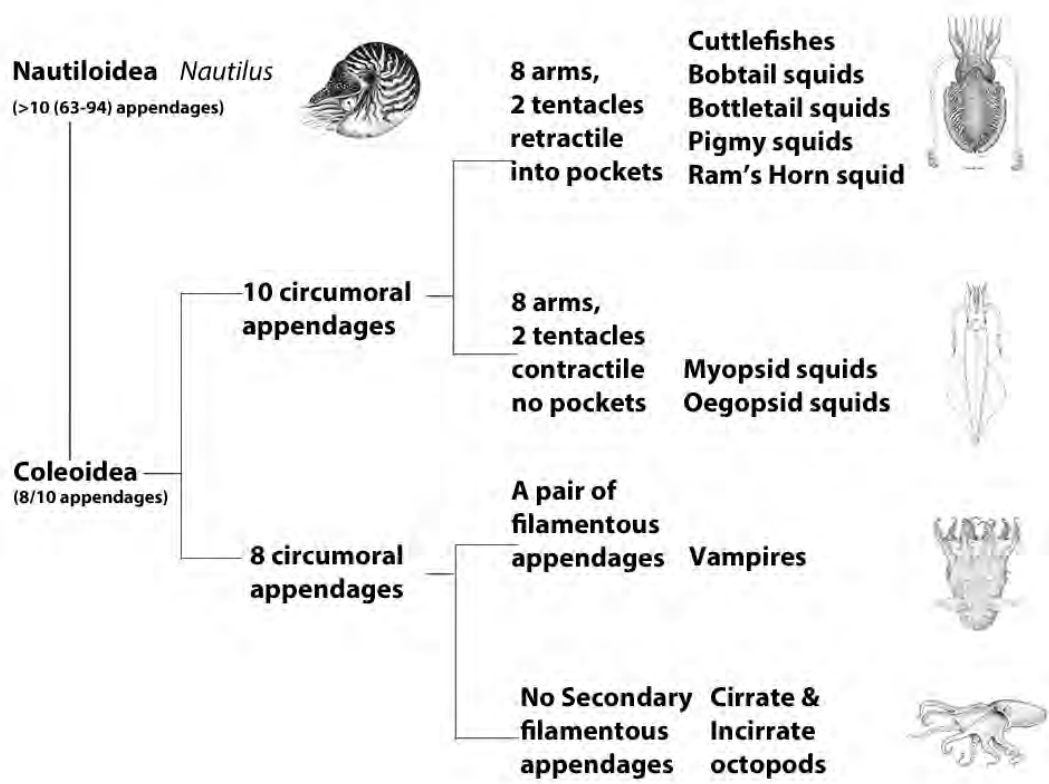 Nautiloidea Nautilus
(>10 (63-94) appendages)
8 arms,
2 tentacles
retractile
into pockets
Cuttlefishes
Bobtail squids
Bottletail squids
Pigmy squids
Ram's Horn squid
10 circumoral
appendages
8 arms,
2 tentacles
contractile
no pockets
Myopsid squids
Oegopsid squids
Coleoidea
(8/10 appendages)
8 circumoral
appendages
A pair of
filamentous
appendages
Vampires
No Secondary
filamentous
appendages
Cirrate &
Incirrate
octopods